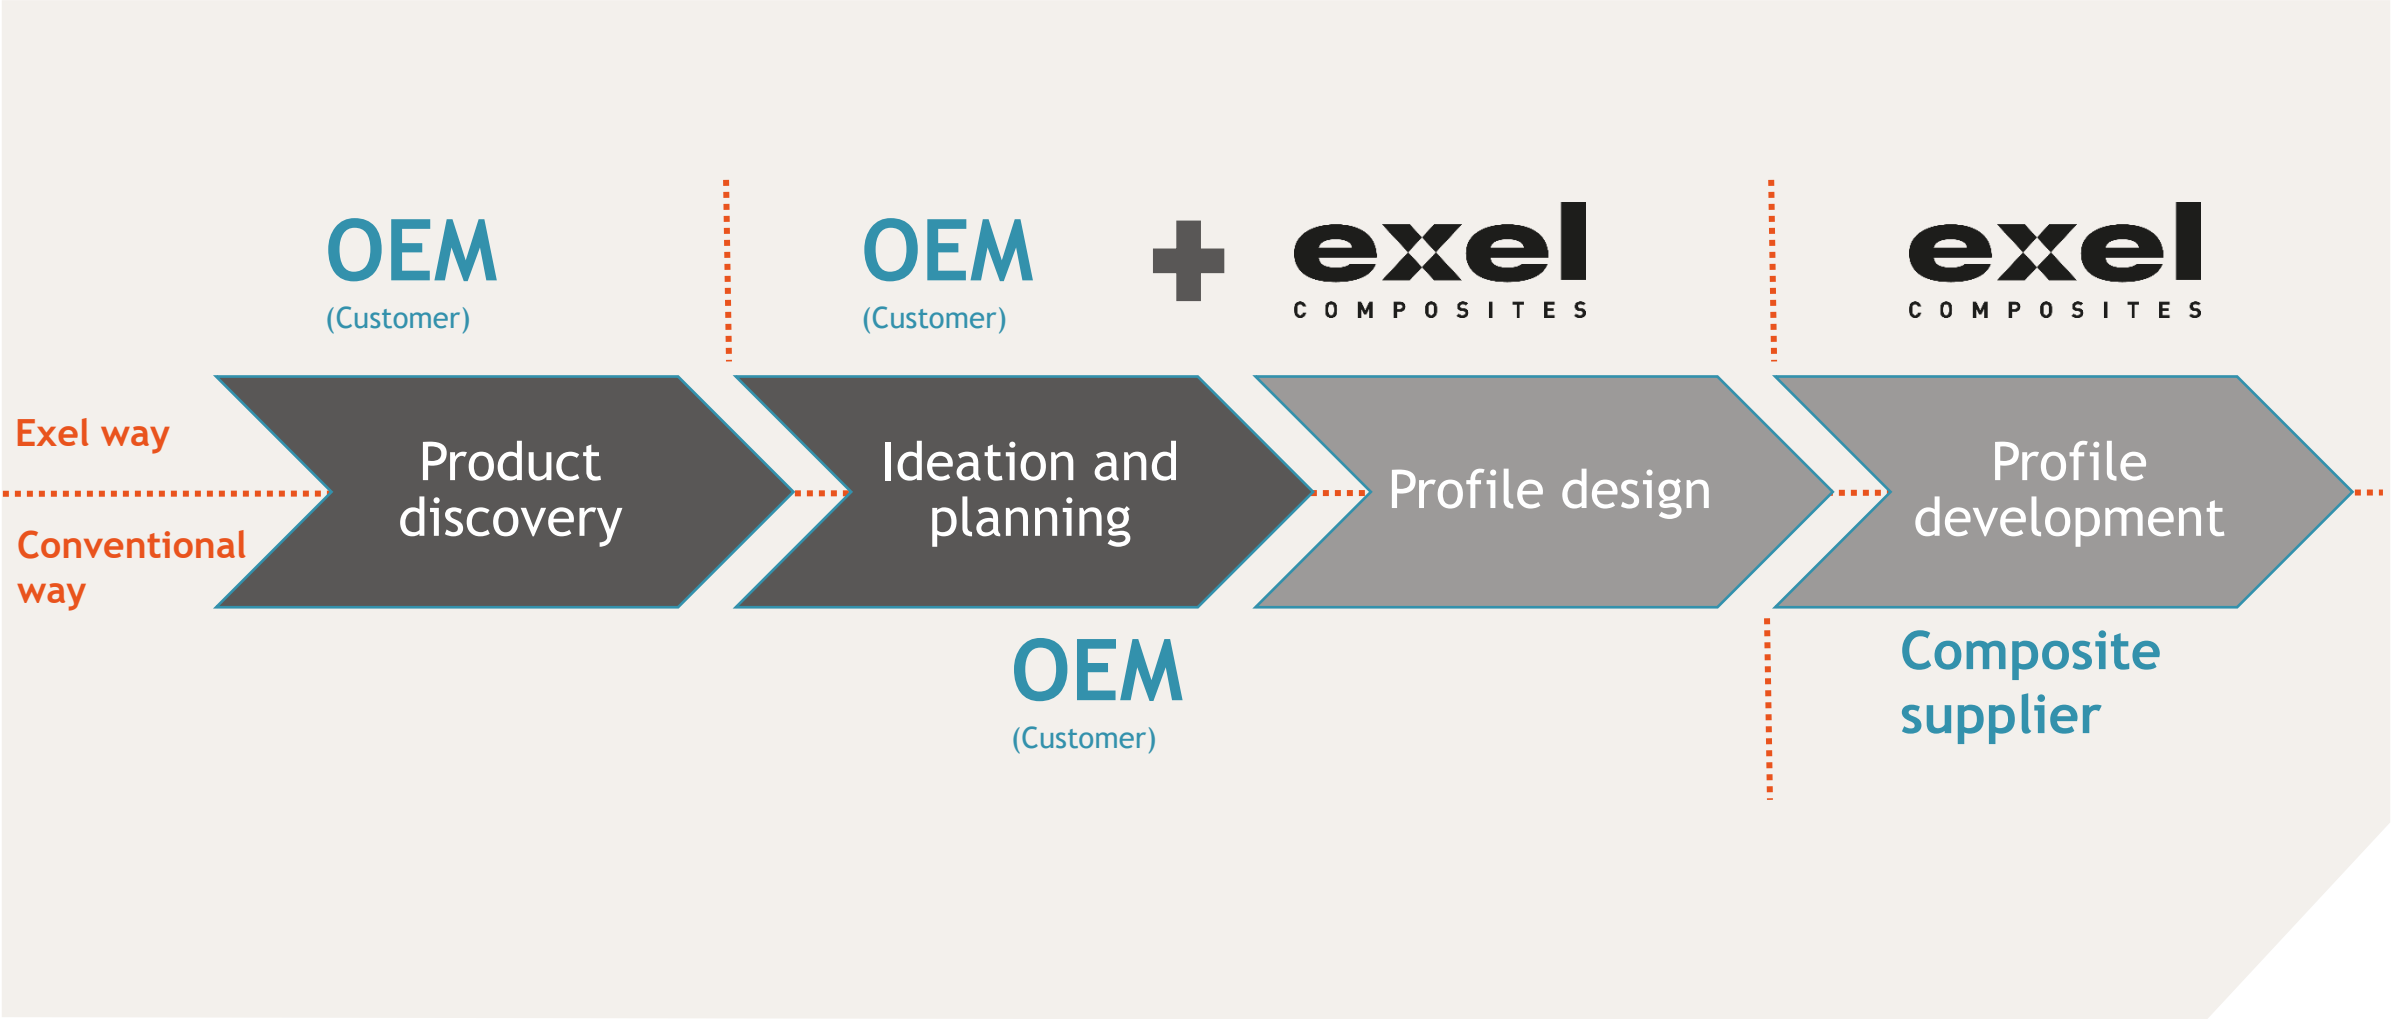 OEM
(Customer)
OEM
(Customer)
exel
COMPOSITES
exel
COMPOSITES
Exel way
Conventional
way
Product
discovery
Ideation and
planning
Profile design
Profile
development
OEM
(Customer)
Composite
supplier